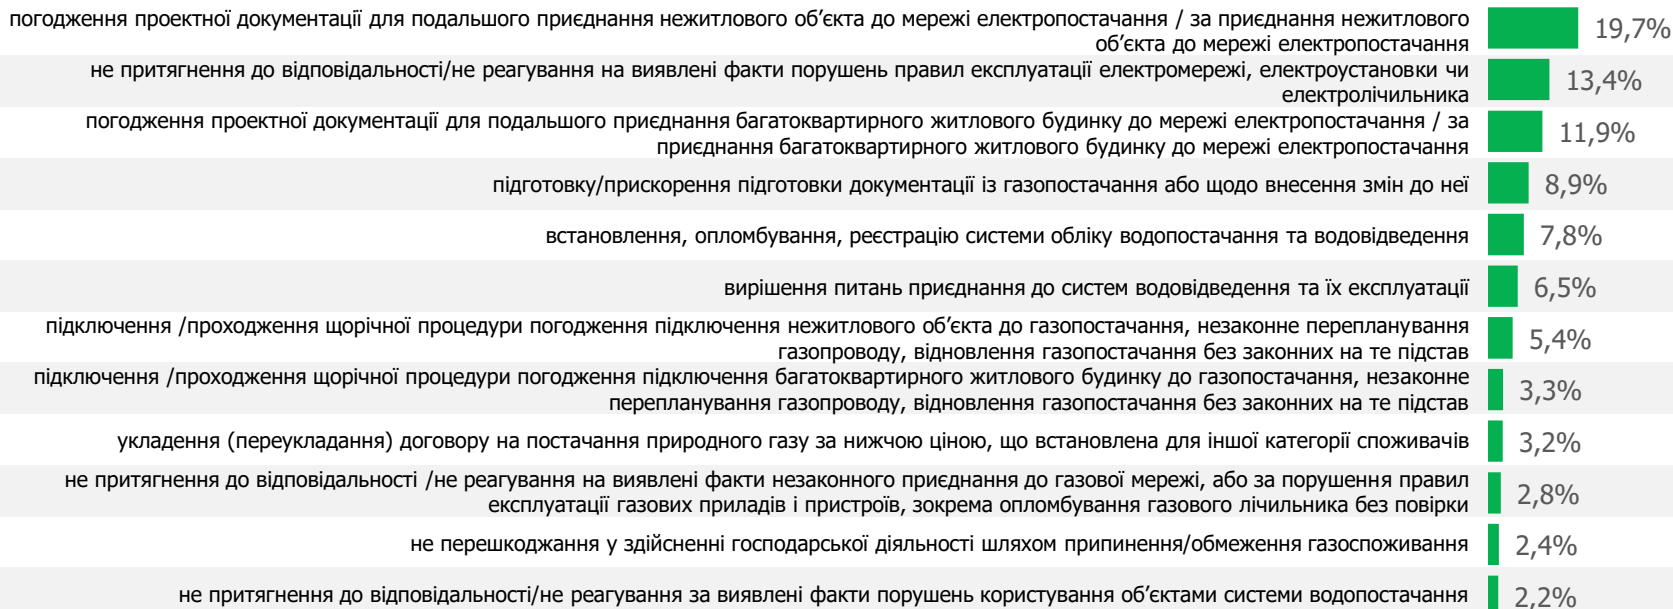 погодження проектної документації для подальшого приєднання нежитлового об’єкта до мережі електропостачання / за приєднання нежитлового
об’єкта до мережі електропостачання
19,7%
не притягнення до відповідальності/не реагування на виявлені факти порушень правил експлуатації електромережі, електроустановки чи
електролічильника
13,4%
погодження проектної документації для подальшого приєднання багатоквартирного житлового будинку до мережі електропостачання / за
приєднання багатоквартирного житлового будинку до мережі електропостачання
11,9%
підготовку/прискорення підготовки документації із газопостачання або щодо внесення змін до неї
8,9%
встановлення, опломбування, реєстрацію системи обліку водопостачання та водовідведення
7,8%
вирішення питань приєднання до систем водовідведення та їх експлуатації
6,5%
підключення /проходження щорічної процедури погодження підключення нежитлового об’єкта до газопостачання, незаконне перепланування
газопроводу, відновлення газопостачання без законних на те підстав
5,4%
підключення /проходження щорічної процедури погодження підключення багатоквартирного житлового будинку до газопостачання, незаконне
перепланування газопроводу, відновлення газопостачання без законних на те підстав
3,3%
укладення (переукладання) договору на постачання природного газу за нижчою ціною, що встановлена для іншої категорії споживачів
3,2%
не притягнення до відповідальності /не реагування на виявлені факти незаконного приєднання до газової мережі, або за порушення правил
експлуатації газових приладів і пристроїв, зокрема опломбування газового лічильника без повірки
2,8%
не перешкоджання у здійсненні господарської діяльності шляхом припинення/обмеження газоспоживання
2,4%
не притягнення до відповідальності/не реагування за виявлені факти порушень користування об’єктами системи водопостачання
2,2%